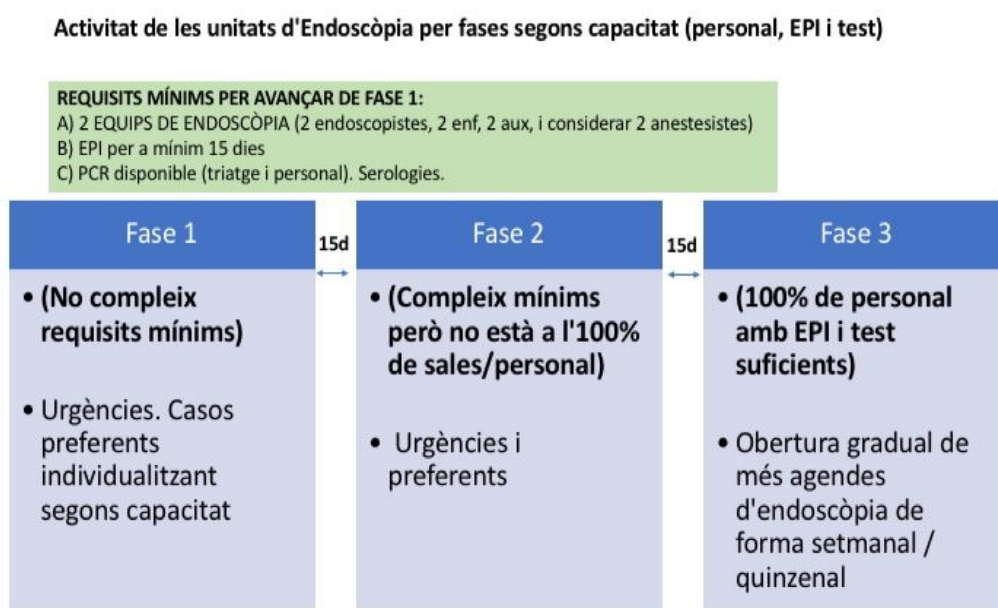 Activitat de les unitats d'Endoscòpia per fases segons capacitat (personal, EPI i test)
REQUISITS MÍNIMS PER AVANÇAR DE FASE 1:
A) 2 EQUIPS DE ENDOSCÒPIA (2 endoscopistes, 2 enf, 2 aux, i considerar 2 anestesistes)
B) EPI per a mínim 15 dies
C) PCR disponible (triatge i personal). Serologies.
Fase 1
• (No compleix
requisits mínims)
• Urgències. Casos
preferents
individualitzant
segons capacitat
15d
Fase 2
• (Compleix mínims
però no està a l'100%
de sales/personal)
• Urgències i
preferents
15d
Fase 3
• (100% de personal
amb EPI i test
suficients)
• Obertura gradual de
més agendes
d'endoscòpia de
forma setmanal /
quinzenal